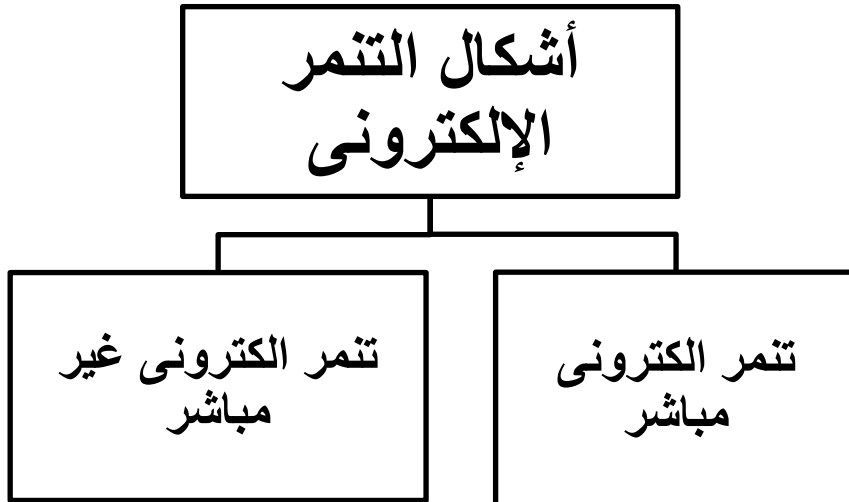 أشكال التنمر
الإلكترونى
تنمر الكترونى
مباشر
تنمر الكترونى غير
مباشر